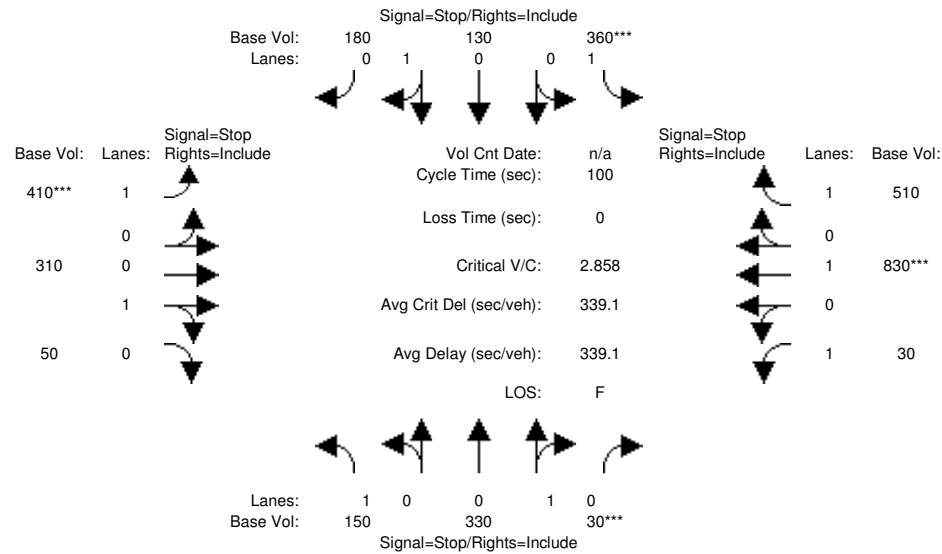 Signal=Stop/Rights=Include
Base Vol: 180 130 360***
Lanes: 0 1 0 0 1
Signal=Stop Signal=Stop
Base Vol: Lanes: Rights=Include Vol Cnt Date: n/a Rights=Include Lanes: Base Vol:
Cycle Time (sec): 100
410*** 1 1 510
Loss Time (sec): 0
0 0
310 0 Critical V/C: 2.858 1 830***
1 Avg Crit Del (sec/veh): 339.1 0
50 0 Avg Delay (sec/veh): 339.1 1 30
LOS: F
Lanes: 1 0 0 1 0
Base Vol: 150 330 30***
Signal=Stop/Rights=Include